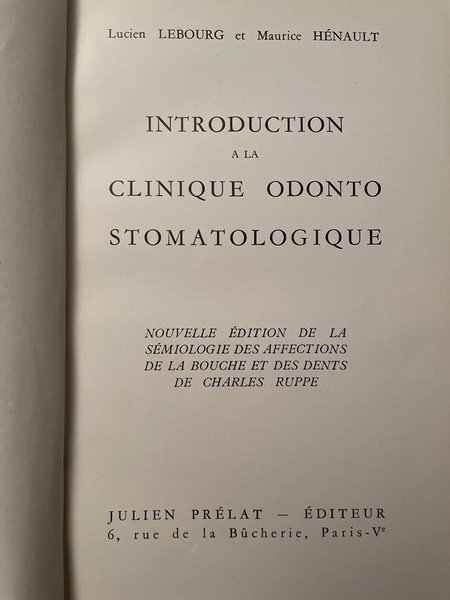 Lucien LEBOURG et Maurice HÉNAULT
INTRODUCTION
A LA
CLINIQUE ODONTO
STOMATOLOGIQUE
NOUVELLE ÉDITION DE LA
SÉMIOLOGIE DES AFFECTIONS
DE LA BOUCHE ET DES DENTS
DE CHARLES RUPPE
JULIEN PRÉLAT — ÉDITEUR
6, rue de la Bûcherie, Paris-Ve